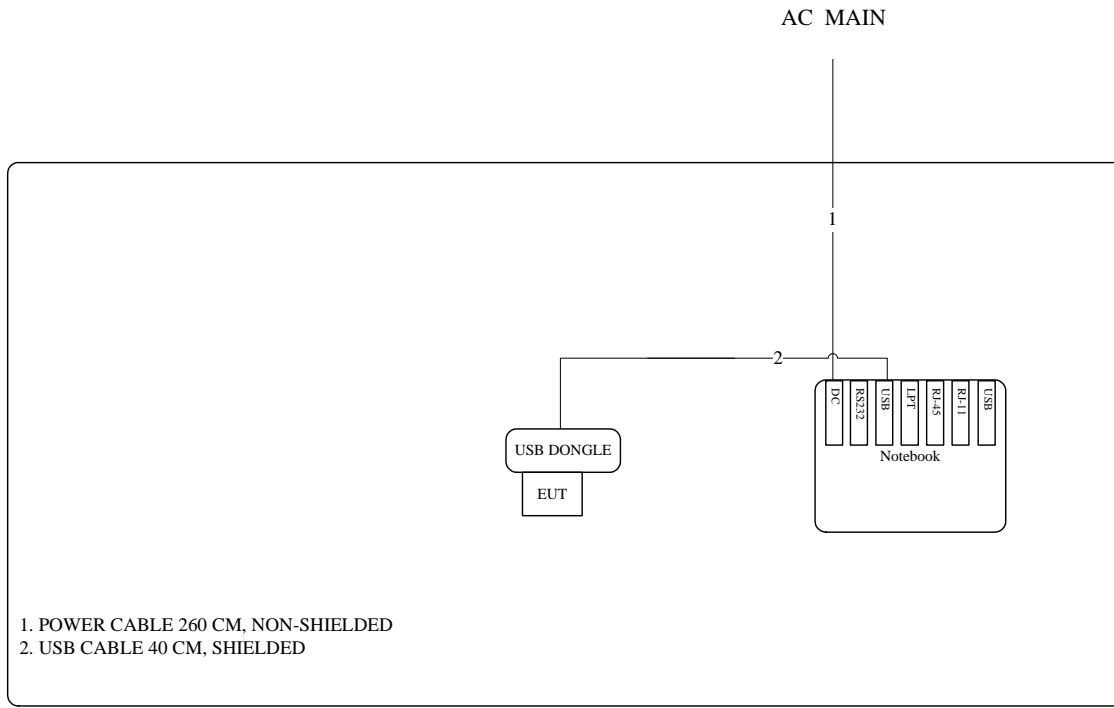 AC MAIN
1
2
DC
RS232
USB
LPT
RJ-45
RJ-11
USB
Notebook
USB DONGLE
EUT
1. POWER CABLE 260 CM, NON-SHIELDED
2. USB CABLE 40 CM, SHIELDED